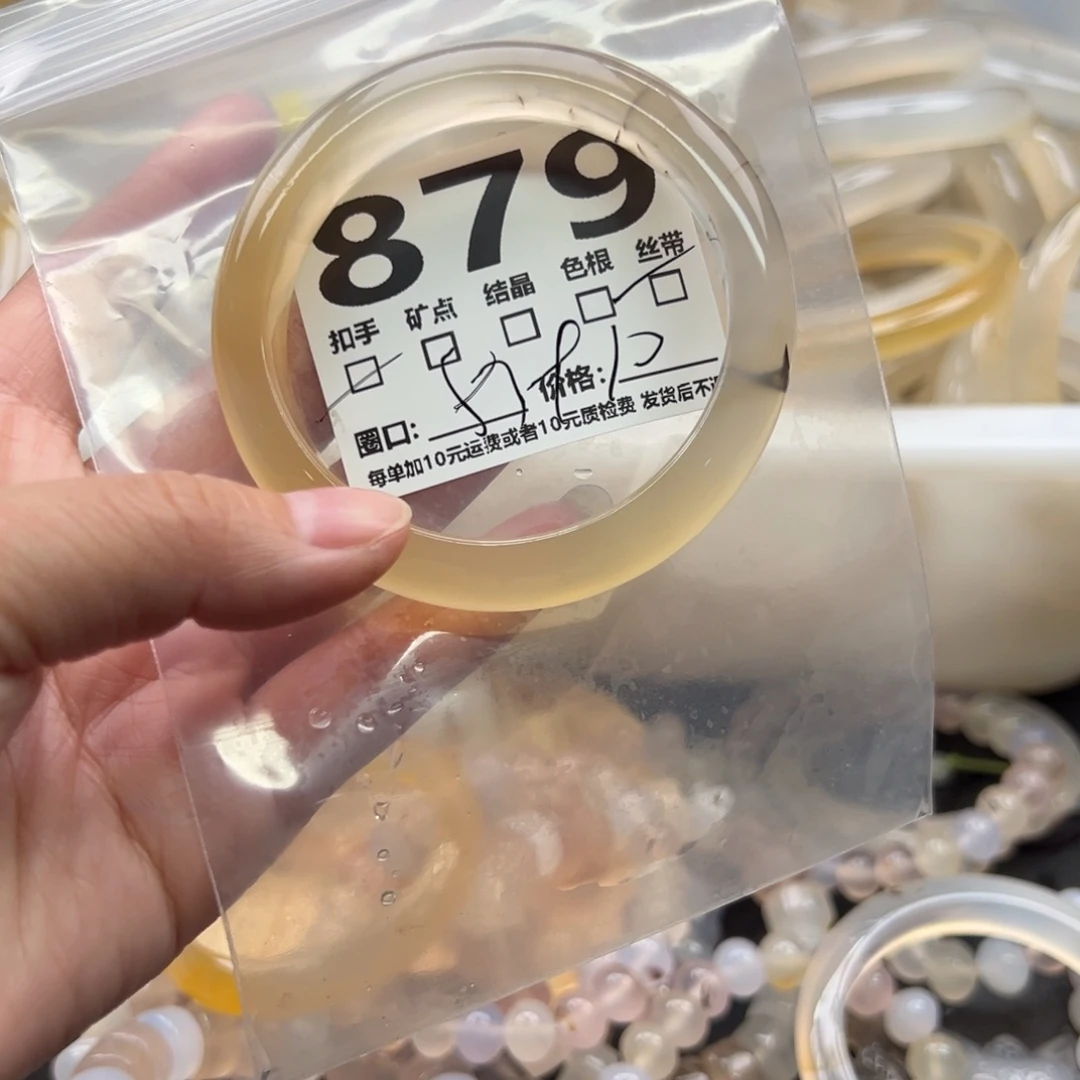 879
扣手 矿点 结晶 色根 丝带
圈口: 价格:
每单加10元运费或者10元质检费 发货后不